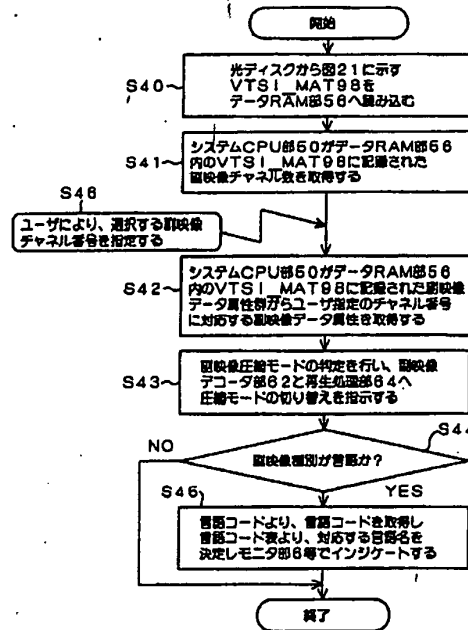 開始
S40
光ディスクから図21に示す
VTSI_MAT98を
データRAM部56へ読み込む
S41
システムCPU部50がデータRAM部56
内のVTSI_MAT98に記録された
副映像チャネル数を取得する
S46
ユーザにより、選択する副映像
チャネル番号を指定する
S42
システムCPU部50がデータRAM部56
内のVTSI_MAT98に記録された副映像
データ属性群からユーザ指定のチャネル番号
に対応する副映像データ属性を取得する
S43
副映像圧縮モードの判定を行い、副映像
デコーダ部62と再生処理部64へ
圧縮モードの切り替えを指示する
S44
副映像種別が言語か?
NO
YES
S45
言語コードより、言語コードを取得し
言語コード表より、対応する言語名を
決定しモニタ部6等でインジケートする
終了